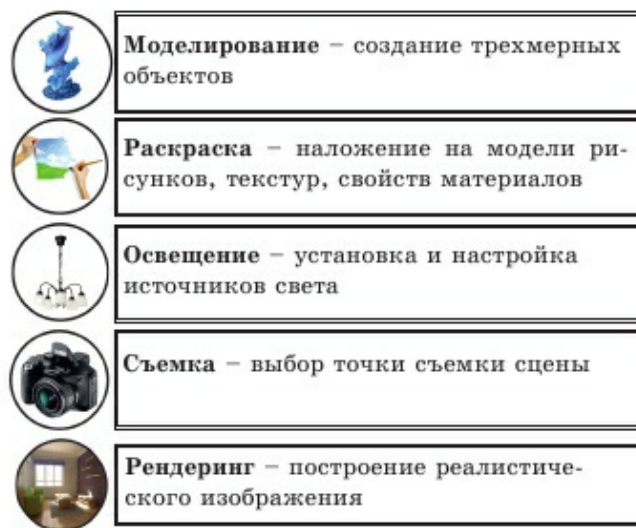 Моделирование – создание трехмерных
объектов
Раскраска – наложение на модели ри-
сунков, текстур, свойств материалов
Освещение – установка и настройка
источников света
Съемка – выбор точки съемки сцены
Рендеринг – построение реалистиче-
ского изображения